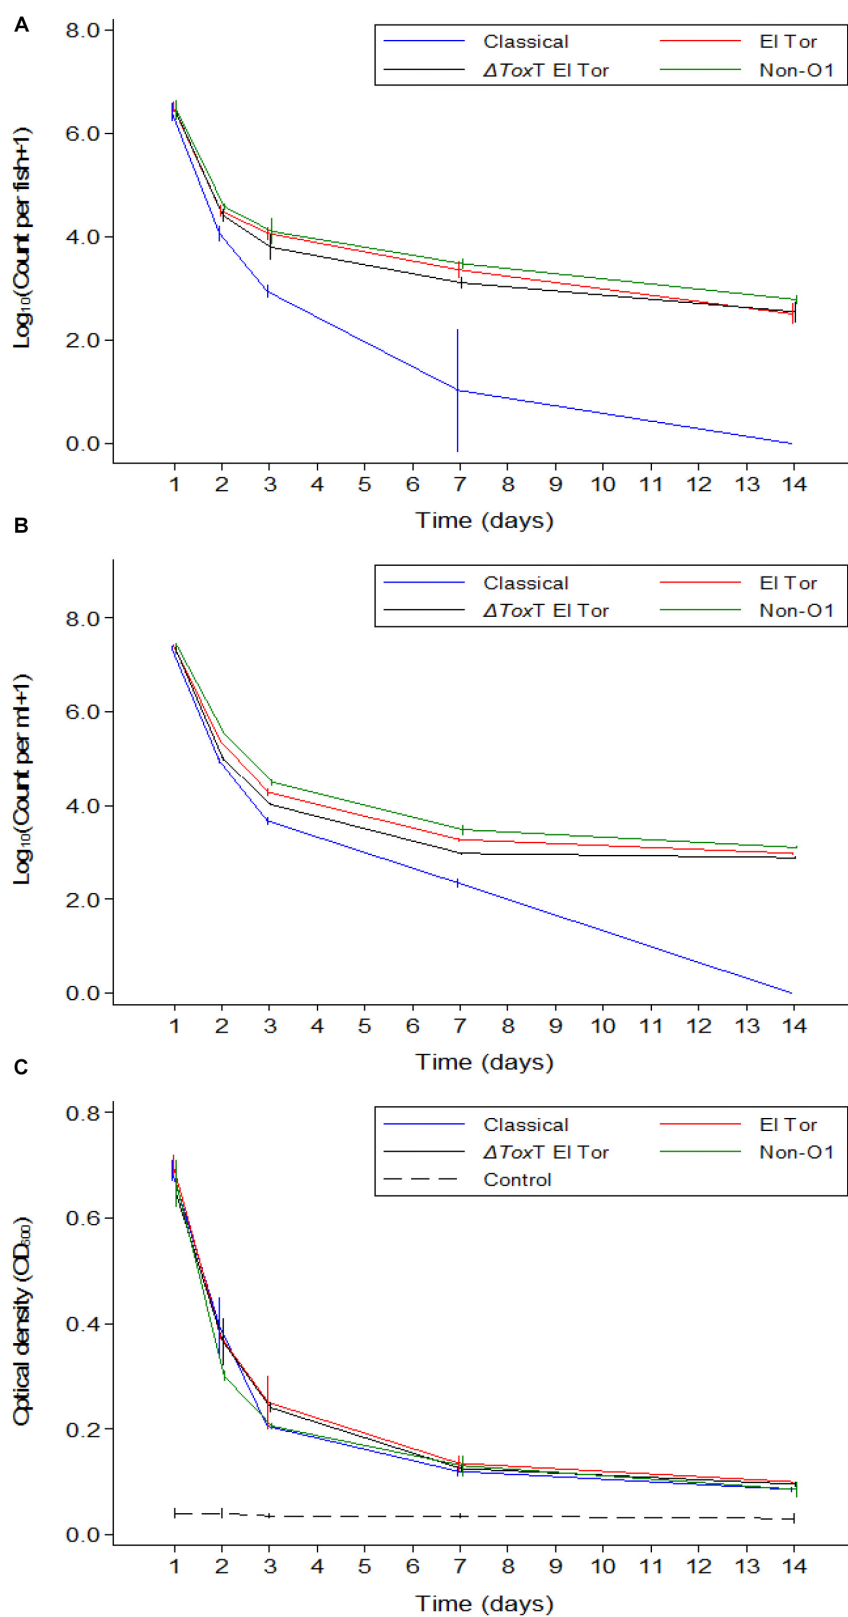 A
8.0
6.0
4.0
2.0
0.0
Log₁₀(Count per fish+1)
Classical
El Tor
ΔToxT El Tor
Non-O1
1 2 3 4 5 6 7 8 9 10 11 12 13 14
Time (days)
B
8.0
6.0
4.0
2.0
0.0
Log₁₀(Count per ml+1)
Classical
El Tor
ΔToxT El Tor
Non-O1
1 2 3 4 5 6 7 8 9 10 11 12 13 14
Time (days)
C
0.8
0.6
0.4
0.2
0.0
Optical density (OD₆₀₀)
Classical
El Tor
ΔToxT El Tor
Non-O1
Control
1 2 3 4 5 6 7 8 9 10 11 12 13 14
Time (days)